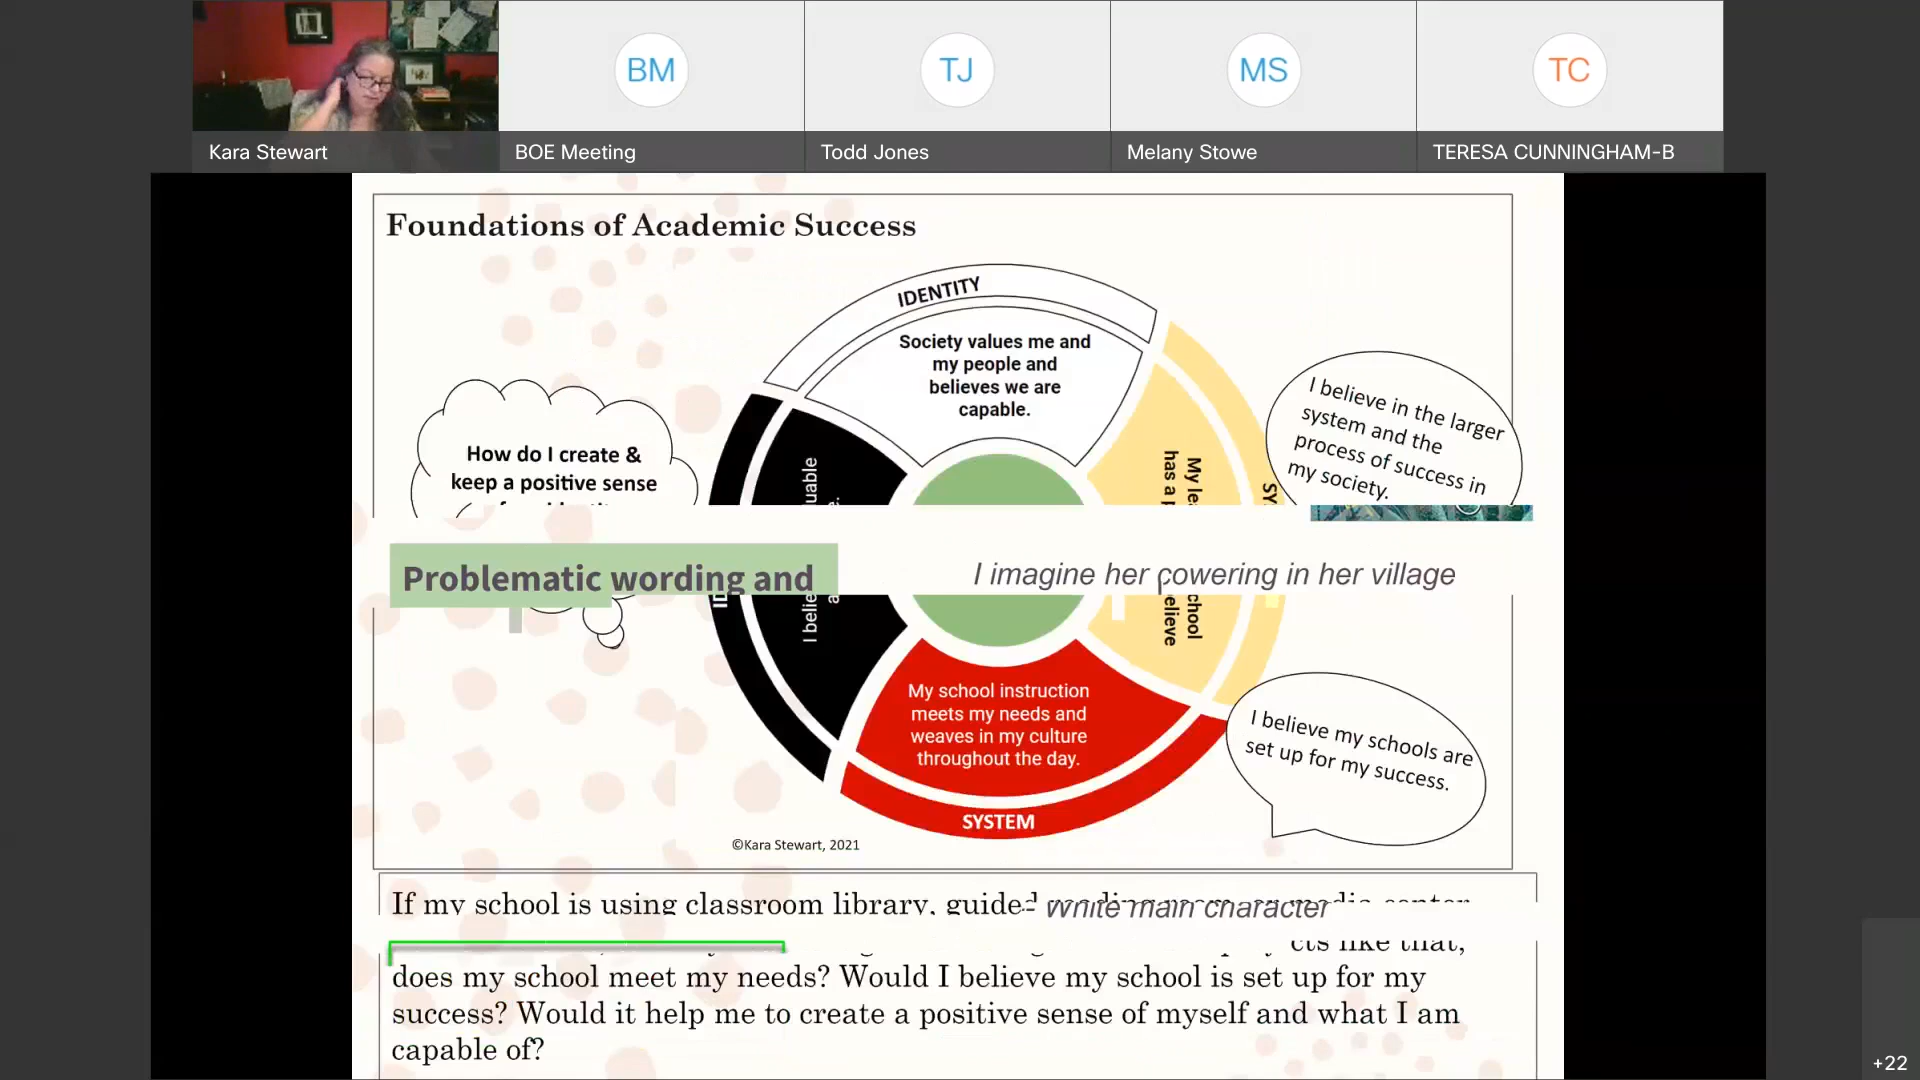 BM
TJ
MS
TC
Kara Stewart
BOE Meeting
Todd Jones
Melany Stowe
TERESA CUNNINGHAM-B
Foundations of Academic Success
IDENTITY
Society values me and
my people and
believes we are
capable.
How do I create &
keep a positive sense
I believe in the larger
system and the
process of success in
my society.
Problematic wording and
I imagine her cowering in her village
My school instruction
meets my needs and
weaves in my culture
throughout the day.
SYSTEM
I believe my schools are
set up for my success.
©Kara Stewart, 2021
If my school is using classroom library, guided
- White main character
like that,
does my school meet my needs? Would I believe my school is set up for my
success? Would it help me to create a positive sense of myself and what I am
capable of?
+22